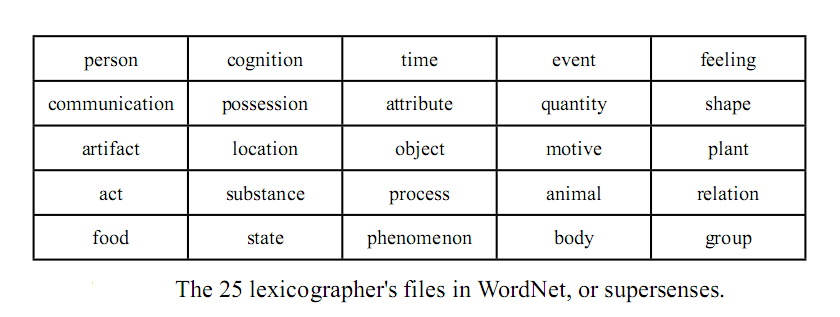 person cognition time event feeling
communication possession attribute quantity shape
artifact location object motive plant
act substance process animal relation
food state phenomenon body group
The 25 lexicographer's files in WordNet, or supersenses.